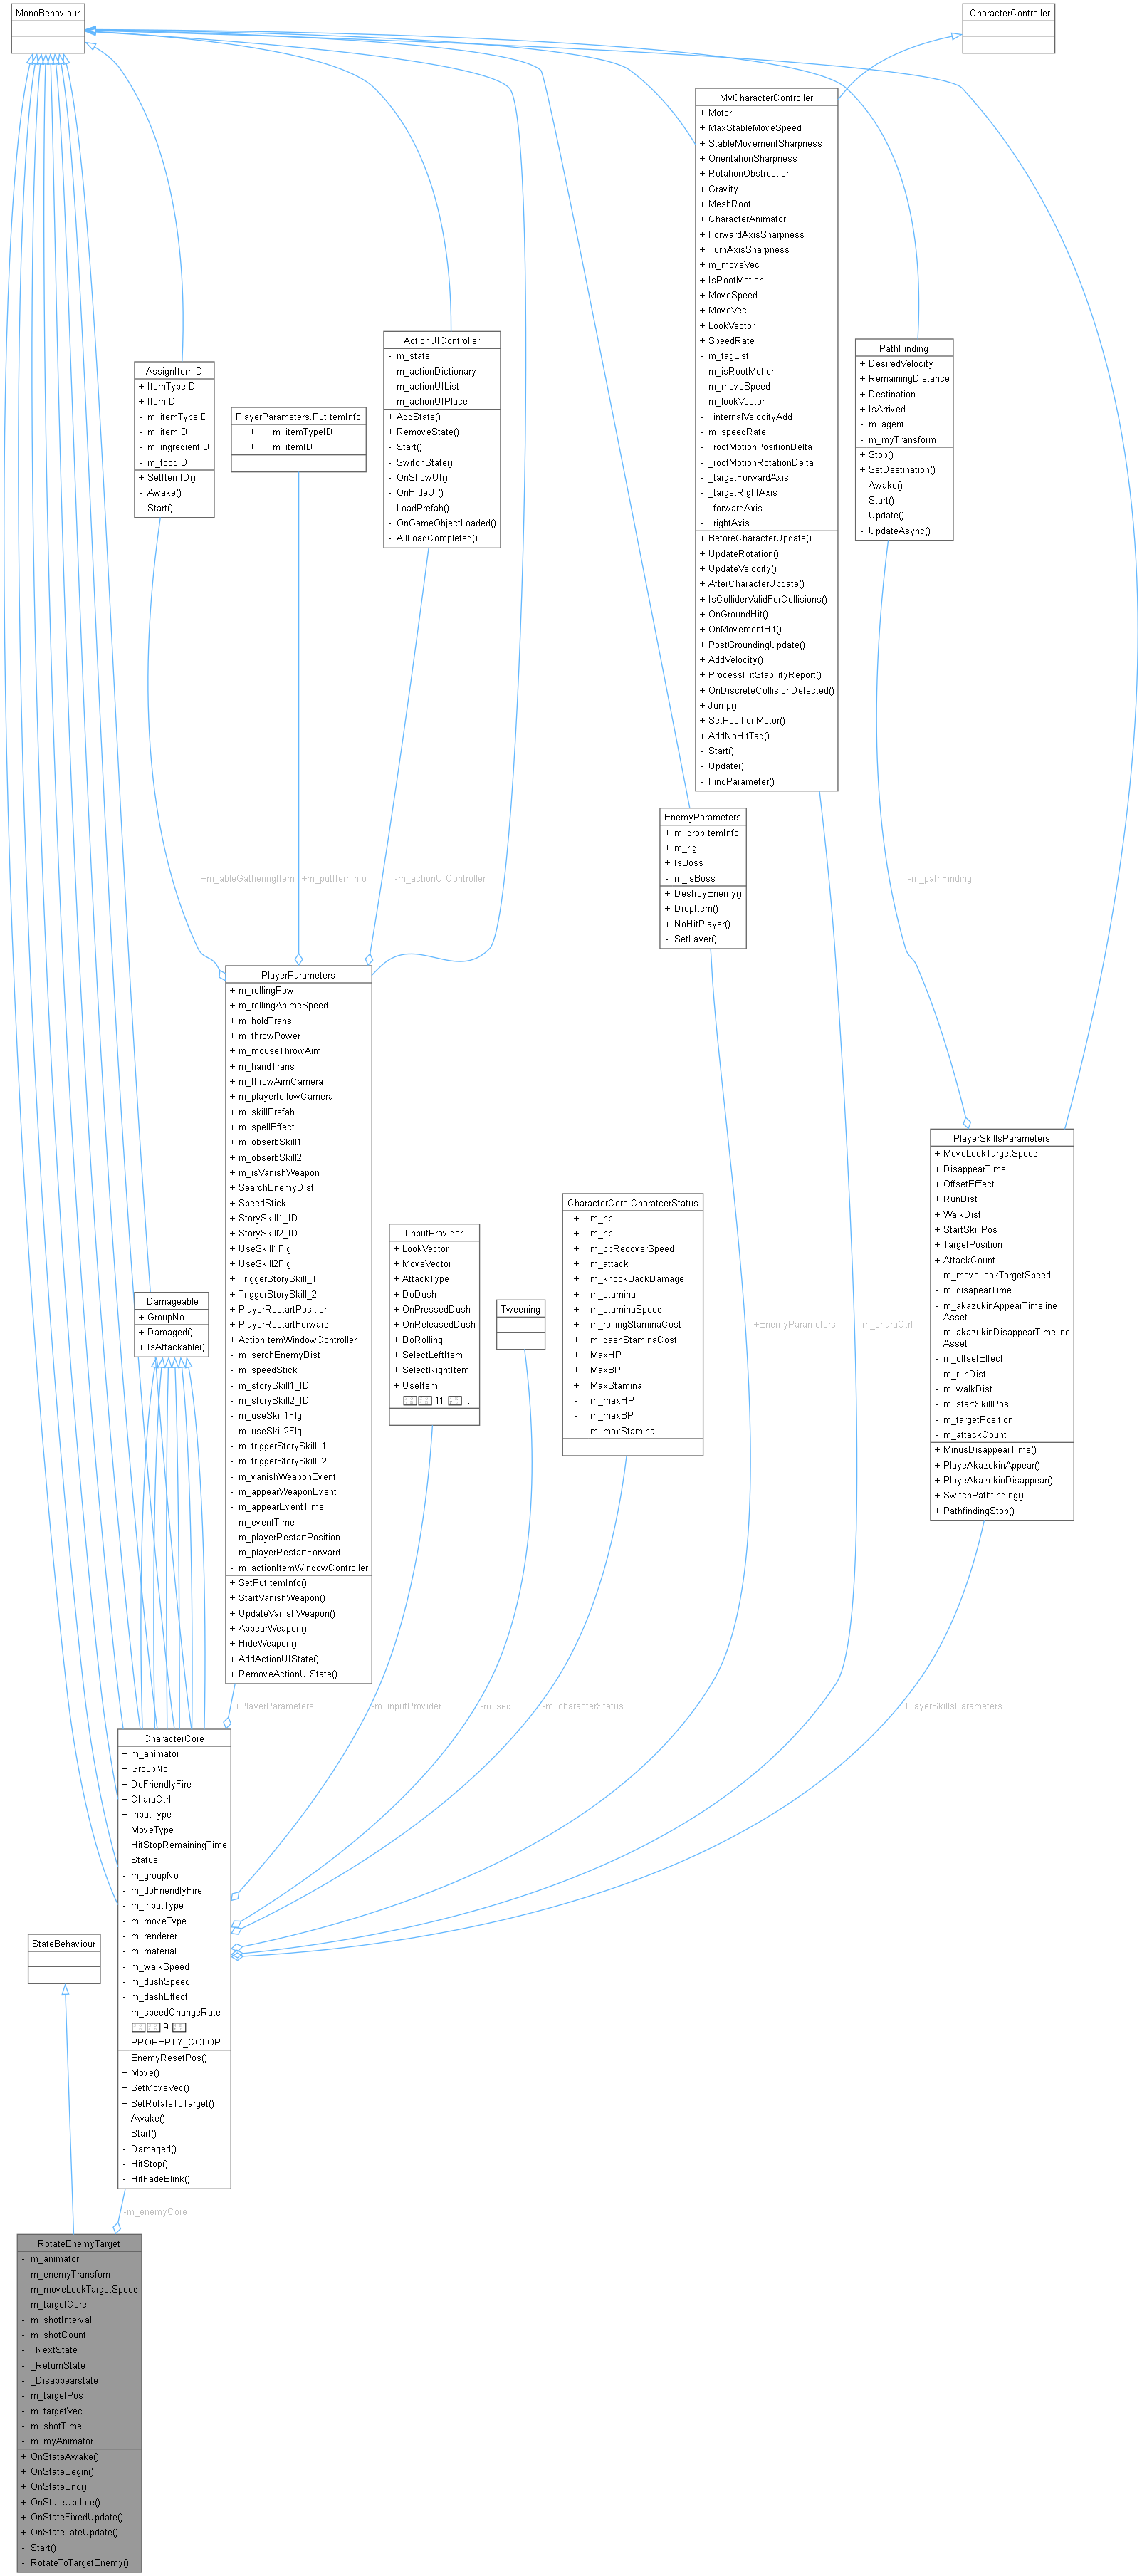 MonoBehaviour
ICharacterController
MyCharacterController
+ Motor
+ MaxStableMoveSpeed
+ StableMovementSharpness
+ OrientationSharpness
+ RotationObstruction
+ Gravity
+ MeshRoot
+ CharacterAnimator
+ ForwardAxisSharpness
+ TurnAxisSharpness
+ m_moveVec
+ IsRootMotion
+ MoveSpeed
+ MoveVec
+ LookVector
+ SpeedRate
- m_tagList
- m_isRootMotion
- m_moveSpeed
- m_lookVector
- _internalVelocityAdd
- m_speedRate
- _rootMotionPositionDelta
- _rootMotionRotationDelta
- _targetForwardAxis
- _targetRightAxis
- _forwardAxis
- _rightAxis
+ BeforeCharacterUpdate()
+ UpdateRotation()
+ UpdateVelocity()
+ AfterCharacterUpdate()
+ IsColliderValidForCollisions()
+ OnGroundHit()
+ OnMovementHit()
+ PostGroundingUpdate()
+ AddVelocity()
+ ProcessHitStabilityReport()
+ OnDiscreteCollisionDetected()
+ Jump()
+ SetPositionMotor()
+ AddNoHitTag()
- Start()
- Update()
- FindParameter()
ActionUIController
- m_state
- m_actionDictionary
- m_actionUIList
- m_actionUIPlace
+ AddState()
+ RemoveState()
- Start()
- SwitchState()
- OnShowUI()
- OnHideUI()
- LoadPrefab()
- OnGameObjectLoaded()
- AllLoadCompleted()
PathFinding
+ DesiredVelocity
+ RemainingDistance
+ Destination
+ IsArrived
- m_agent
- m_myTransform
+ Stop()
+ SetDestination()
- Awake()
- Start()
- Update()
- UpdateAsync()
AssignItemID
+ ItemTypeID
+ ItemID
- m_itemTypeID
- m_itemID
- m_ingredientID
- m_foodID
+ SetItemID()
- Awake()
- Start()
PlayerParameters.PutItemInfo
+ m_itemTypeID
+ m_itemID
EnemyParameters
+ m_dropItemInfo
+ m_rig
+ IsBoss
- m_isBoss
+ DestroyEnemy()
+ DropItem()
+ NoHitPlayer()
- SetLayer()
+m_ableGatheringItem
+m_putItemInfo
-m_actionUIController
-m_pathFinding
PlayerParameters
+ m_rollingPow
+ m_rollingAnimeSpeed
+ m_holdTrans
+ m_throwPower
+ m_mouseThrowAim
+ m_handTrans
+ m_throwAimCamera
+ m_playerfollowCamera
+ m_skillPrefab
+ m_spellEffect
+ m_obserbSkill1
+ m_obserbSkill2
+ m_isVanishWeapon
+ SearchEnemyDist
+ SpeedStick
+ StorySkill1_ID
+ StorySkill2_ID
+ UseSkill1Flg
+ UseSkill2Flg
+ TriggerStorySkill_1
+ TriggerStorySkill_2
+ PlayerRestartPosition
+ PlayerRestartForward
+ ActionItemWindowController
- m_serchEnemyDist
- m_speedStick
- m_storySkill1_ID
- m_storySkill2_ID
- m_useSkill1Flg
- m_useSkill2Flg
- m_triggerStorySkill_1
- m_triggerStorySkill_2
- m_vanishWeaponEvent
- m_appearWeaponEvent
- m_appearEventTime
- m_eventTime
- m_playerRestartPosition
- m_playerRestartForward
- m_actionItemWindowController
+ SetPutItemInfo()
+ StartVanishWeapon()
+ UpdateVanishWeapon()
+ AppearWeapon()
+ HideWeapon()
+ AddActionUIState()
+ RemoveActionUIState()
PlayerSkillsParameters
+ MoveLookTargetSpeed
+ DisappearTime
+ OffsetEfffect
+ RunDist
+ WalkDist
+ StartSkillPos
+ TargetPosition
+ AttackCount
- m_moveLookTargetSpeed
- m_disapearTime
- m_akazukinAppearTimeline
Asset
- m_akazukinDisappearTimeline
Asset
- m_offsetEffect
- m_runDist
- m_walkDist
- m_startSkillPos
- m_targetPosition
- m_attackCount
+ MinusDisappearTime()
+ PlayeAkazukinAppear()
+ PlayeAkazukinDisappear()
+ SwitchPathfinding()
+ PathfindingStop()
CharacterCore.CharatcerStatus
+ m_hp
+ m_bp
+ m_bpRecoverSpeed
+ m_attack
+ m_knockBackDamage
+ m_stamina
+ m_staminaSpeed
+ m_rollingStaminaCost
+ m_dashStaminaCost
+ MaxHP
+ MaxBP
+ MaxStamina
- m_maxHP
- m_maxBP
- m_maxStamina
IInputProvider
+ LookVector
+ MoveVector
+ AttackType
+ DoDush
+ OnPressedDush
+ OnReleasedDush
+ DoRolling
+ SelectLeftItem
+ SelectRightItem
+ UseItem
11 ...
Tweening
IDamageable
+ GroupNo
+ Damaged()
+ IsAttackable()
+EnemyParameters
-m_charaCtrl
+PlayerParameters
-m_inputProvider
-m_seq
-m_characterStatus
+PlayerSkillsParameters
CharacterCore
+ m_animator
+ GroupNo
+ DoFriendlyFire
+ CharaCtrl
+ InputType
+ MoveType
+ HitStopRemainingTime
+ Status
- m_groupNo
- m_doFriendlyFire
- m_inputType
- m_moveType
- m_renderer
- m_material
- m_walkSpeed
- m_dushSpeed
- m_dashEffect
- m_speedChangeRate
9 ...
- PROPERTY_COLOR
+ EnemyResetPos()
+ Move()
+ SetMoveVec()
+ SetRotateToTarget()
- Awake()
- Start()
- Damaged()
- HitStop()
- HitFadeBlink()
StateBehaviour
-m_enemyCore
RotateEnemyTarget
- m_animator
- m_enemyTransform
- m_moveLookTargetSpeed
- m_targetCore
- m_shotInterval
- m_shotCount
- _NextState
- _ReturnState
- _Disappearstate
- m_targetPos
- m_targetVec
- m_shotTime
- m_myAnimator
+ OnStateAwake()
+ OnStateBegin()
+ OnStateEnd()
+ OnStateUpdate()
+ OnStateFixedUpdate()
+ OnStateLateUpdate()
- Start()
- RotateToTargetEnemy()